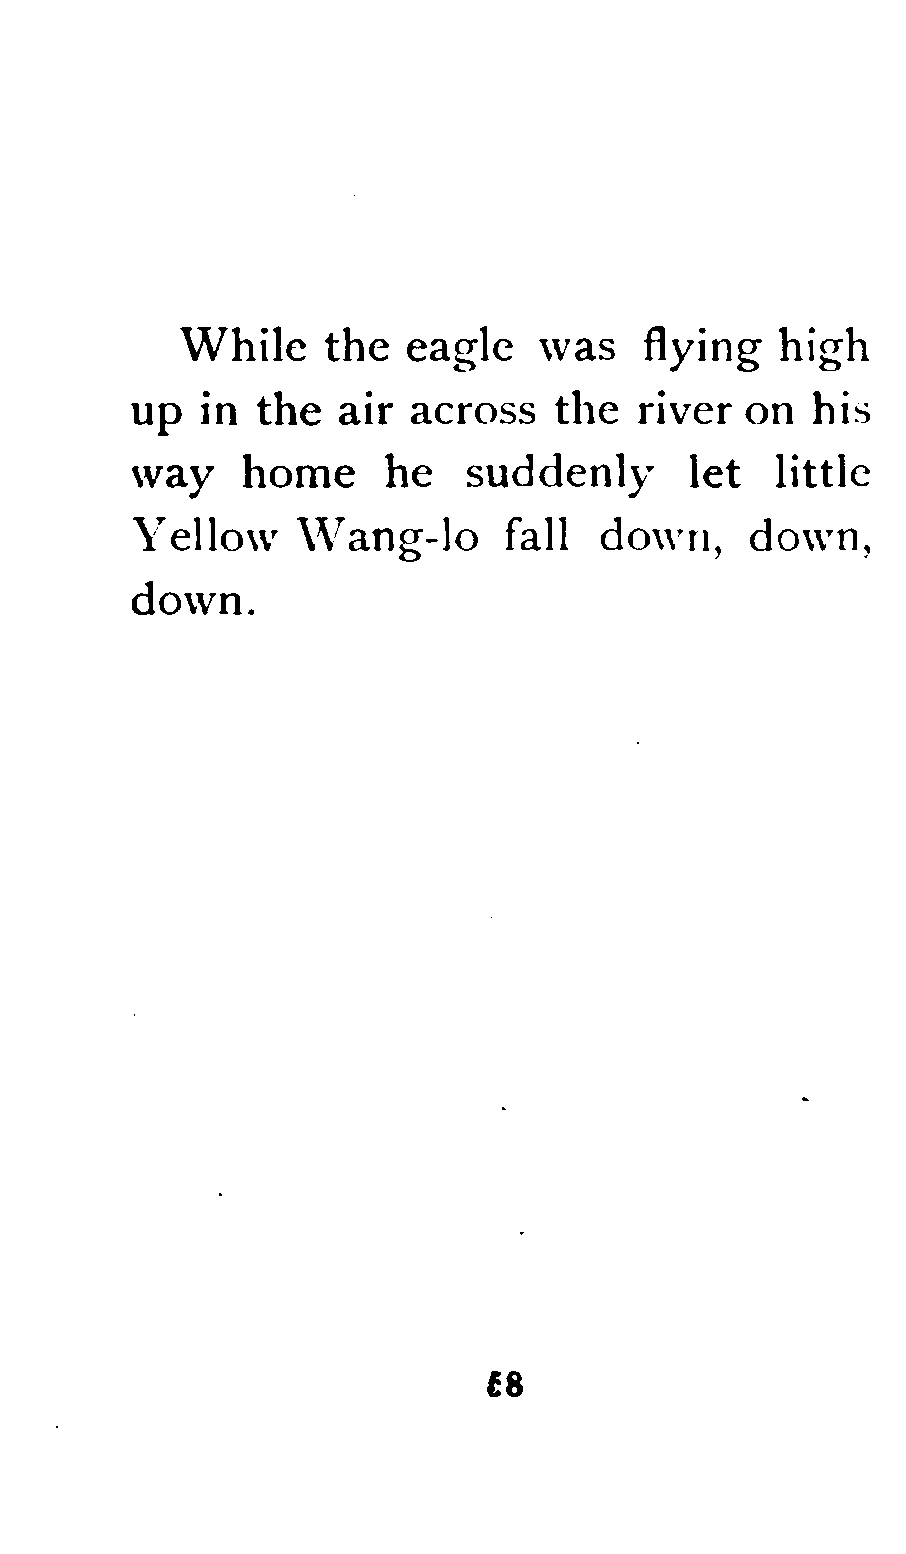 While the eagle was flying high
up in the air across the river on his
way home he suddenly let little
Yellow Wang-lo fall down, down,
down.